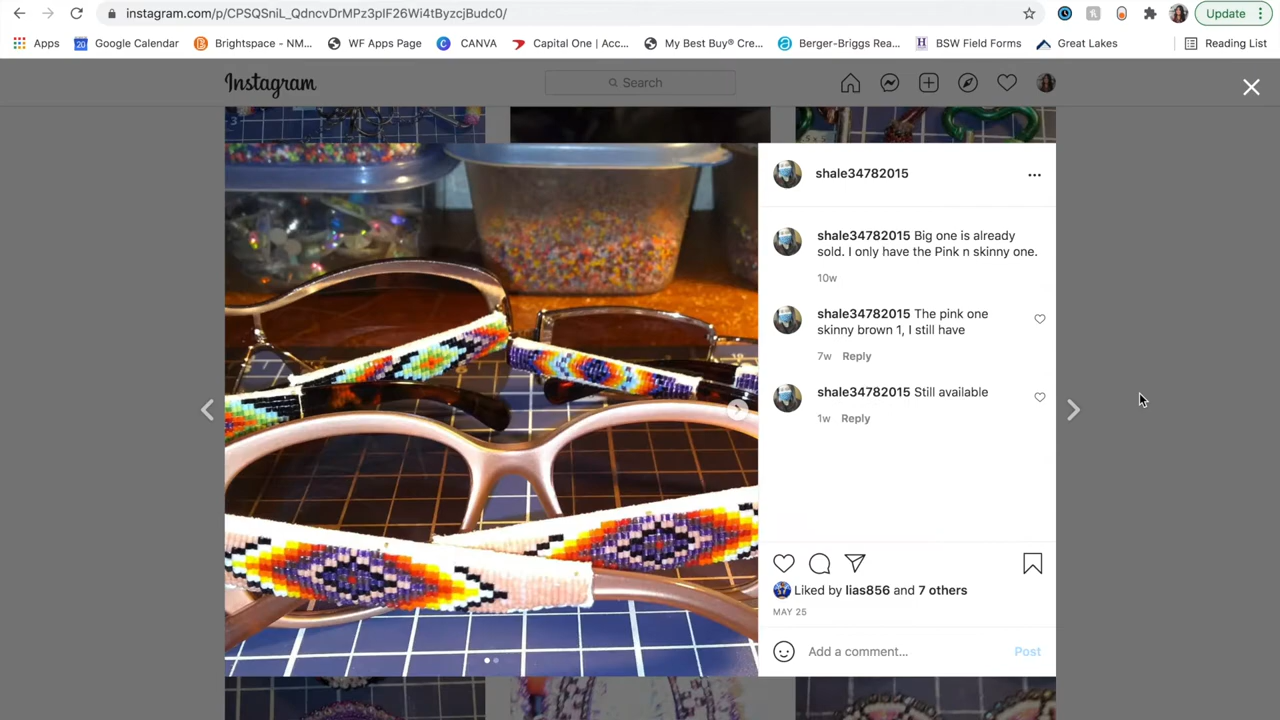 instagram.com/p/CPSQSniL_QdncvDrMPz3plF26Wi4tByzcjBudc0/
Update
Apps
20
Google Calendar
Brightspace - NM...
WF Apps Page
C
CANVA
Capital One | Acc...
My Best Buy® Cre...
Berger-Briggs Rea...
H
BSW Field Forms
Great Lakes
Reading List
Instagram
Search
shale34782015
shale34782015 Big one is already
sold. I only have the Pink n skinny one.
10w
shale34782015 The pink one
skinny brown 1, I still have
7w Reply
shale34782015 Still available
1w Reply
Liked by lias856 and 7 others
MAY 25
Add a comment...
Post